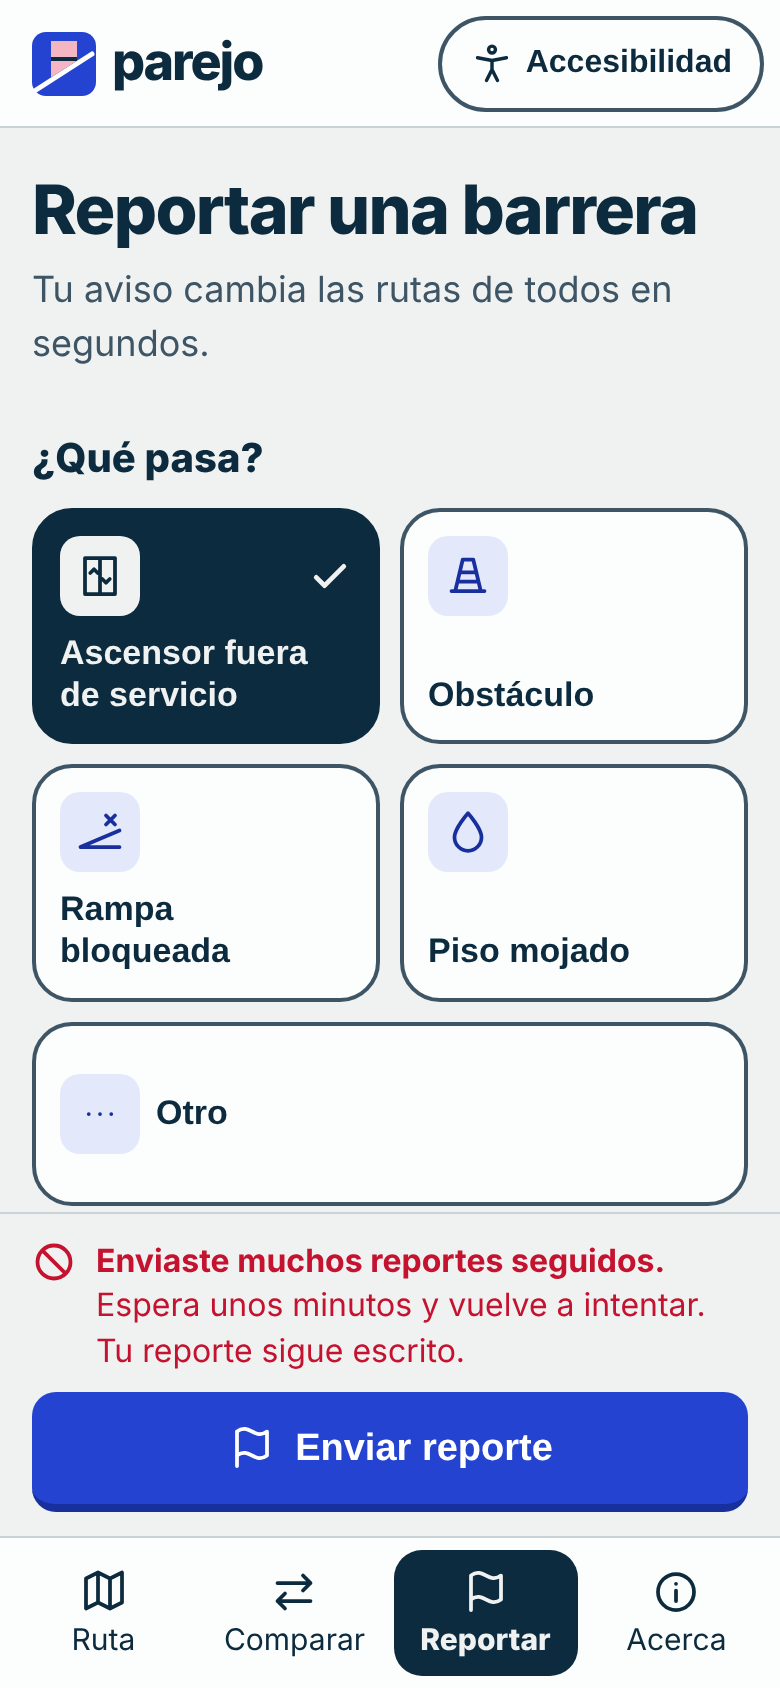 parejo
Accesibilidad
Reportar una barrera
Tu aviso cambia las rutas de todos en
segundos.
¿Qué pasa?
Ascensor fuera
de servicio
Obstáculo
Rampa
bloqueada
Piso mojado
Otro
Enviaste muchos reportes seguidos.
Espera unos minutos y vuelve a intentar.
Tu reporte sigue escrito.
Enviar reporte
Ruta
Comparar
Reportar
Acerca